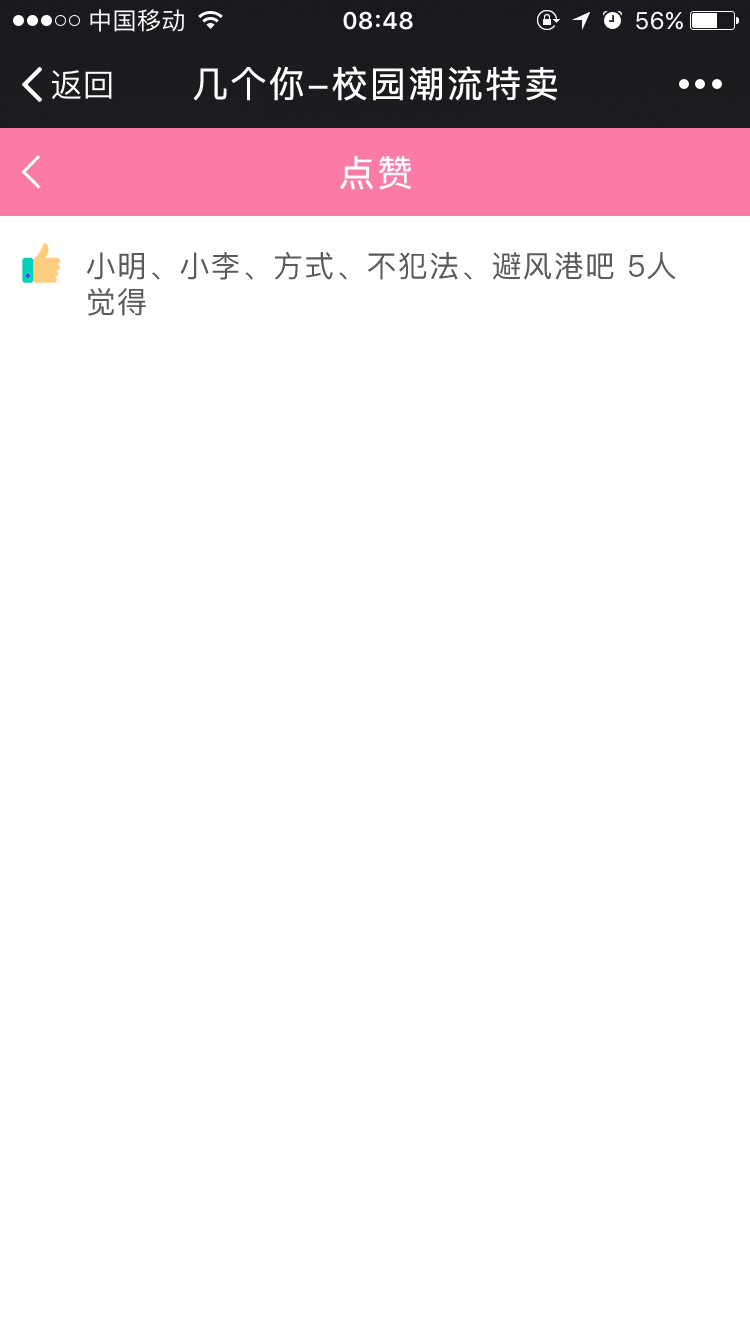 中国移动 08:48 56%
返回 几个你-校园潮流特卖
点赞
小明、小李、方式、不犯法、避风港吧 5人
觉得